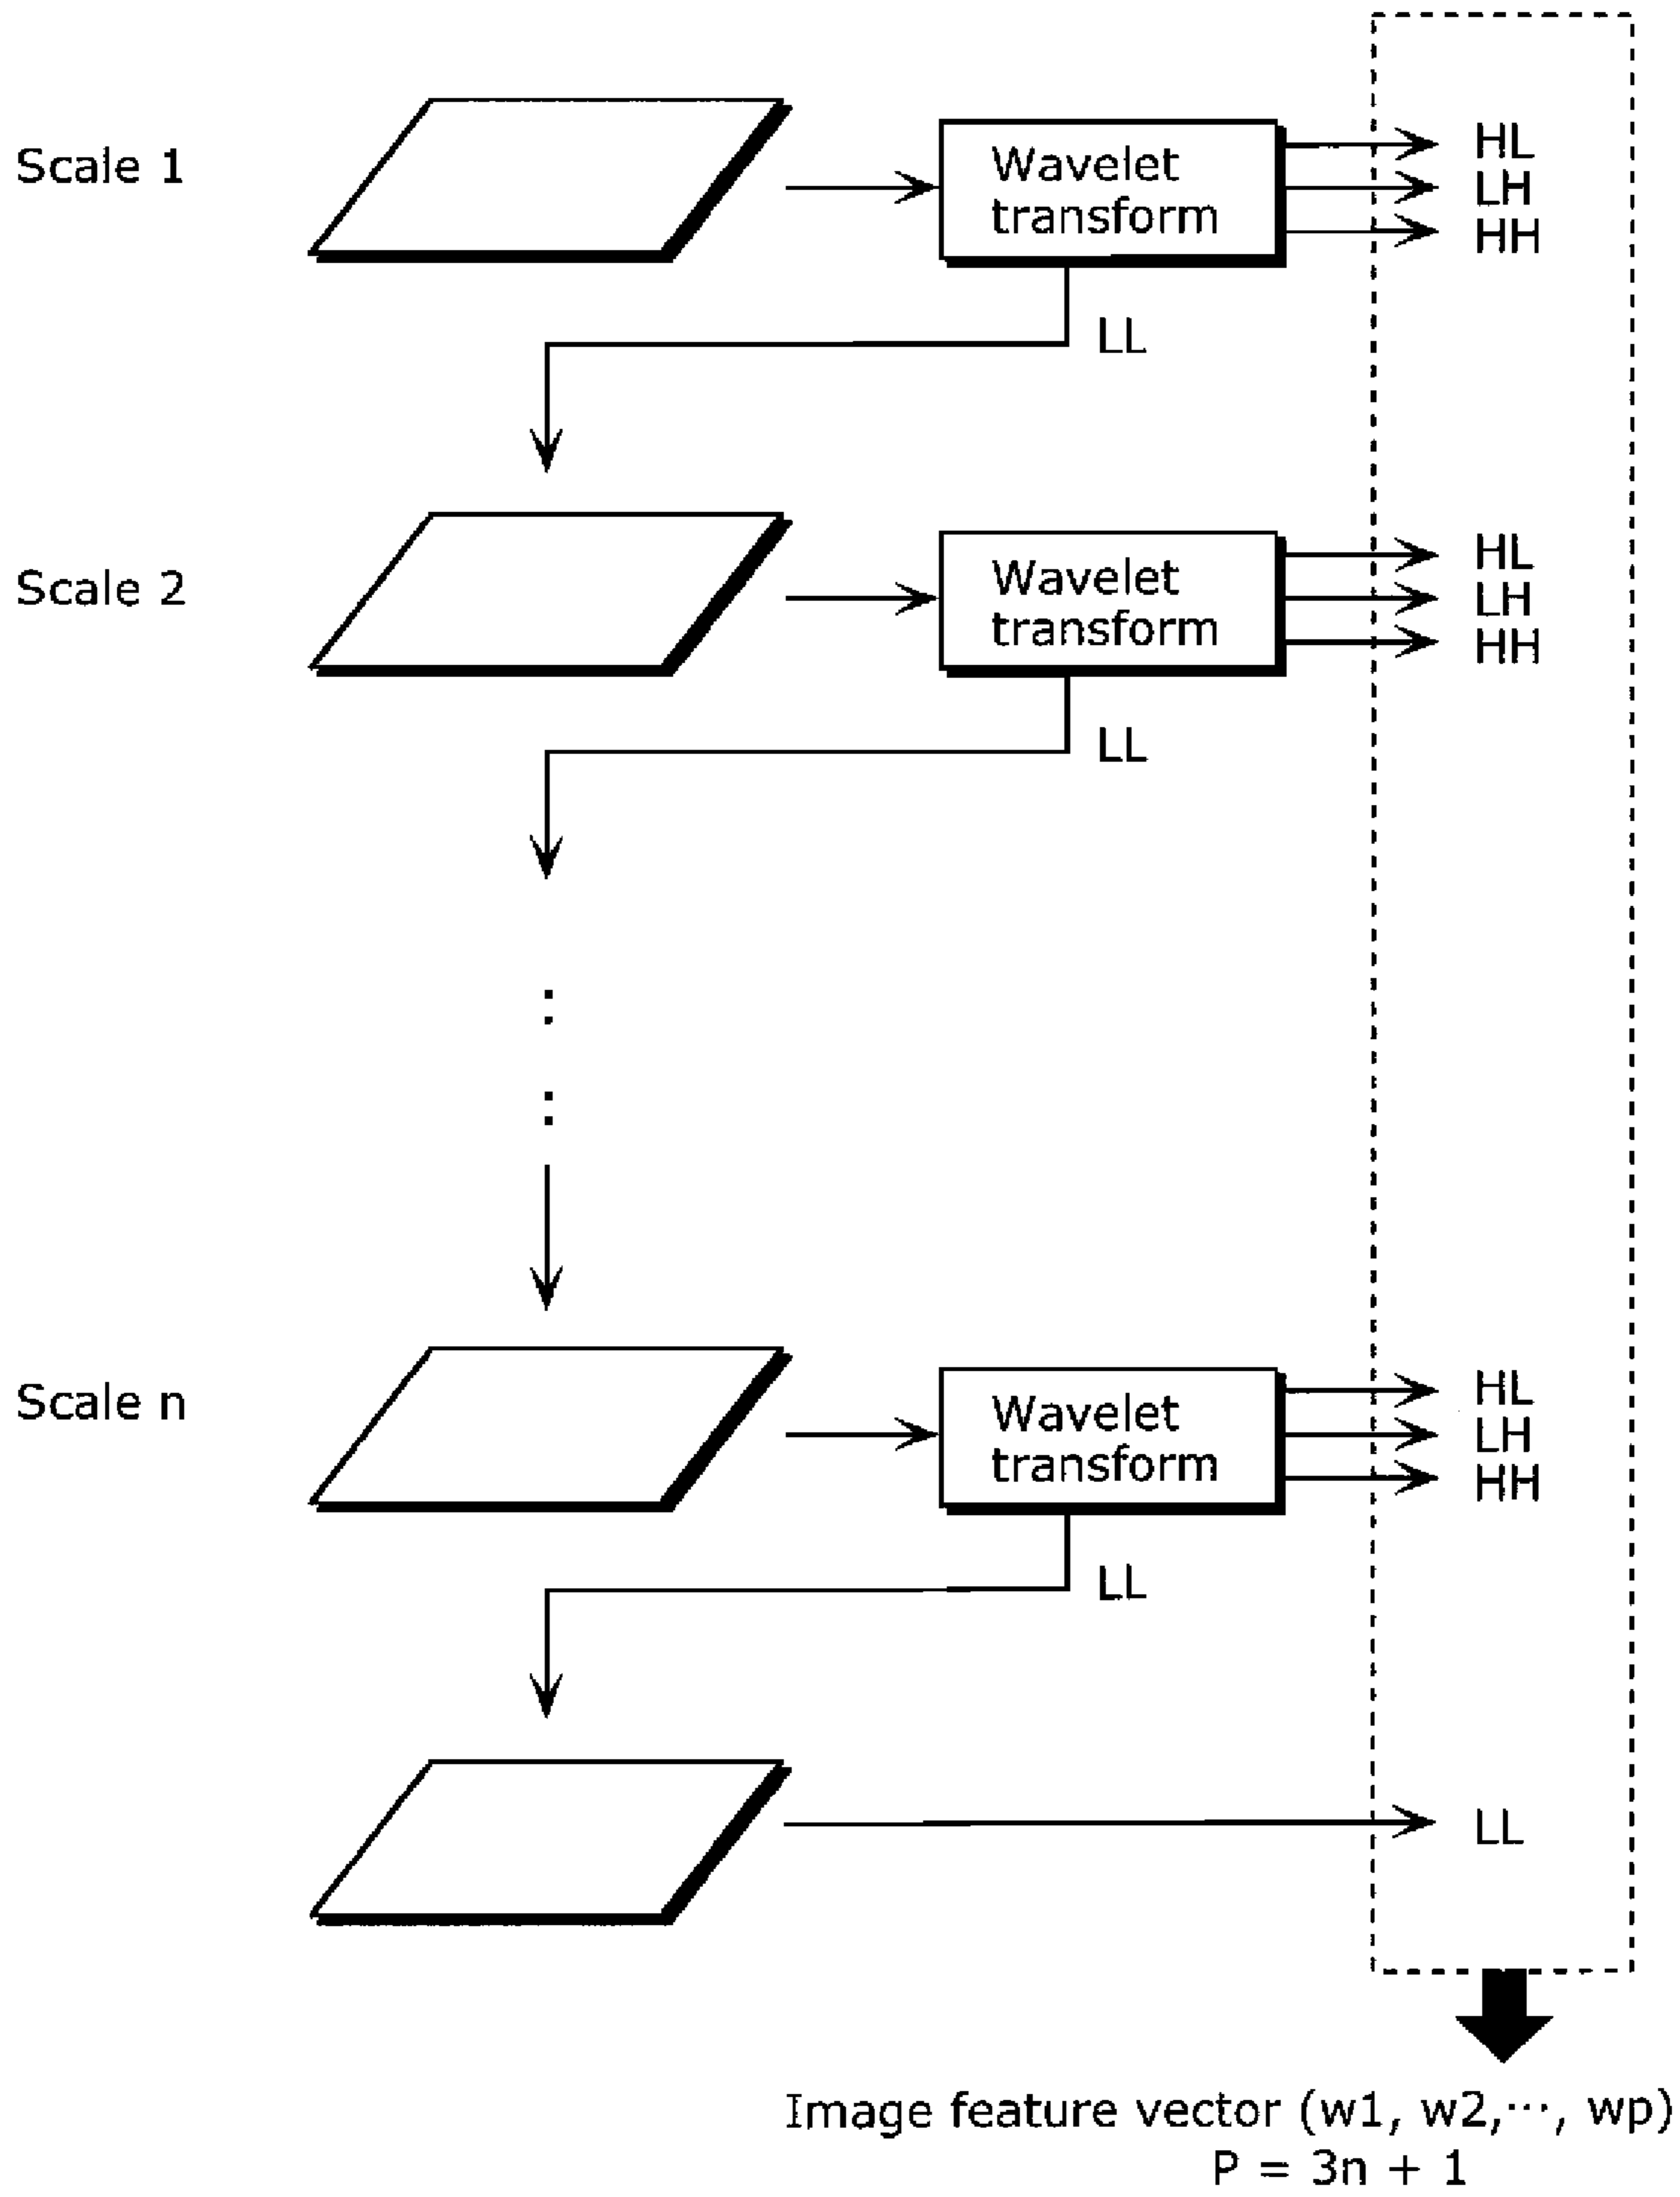 Scale 1
Wavelet
transform
HL
LH
HH
LL
Scale 2
Wavelet
transform
HL
LH
HH
LL
Scale n
Wavelet
transform
HL
LH
HH
LL
LL
Image feature vector (w1, w2,⋯, wp)
P = 3n + 1